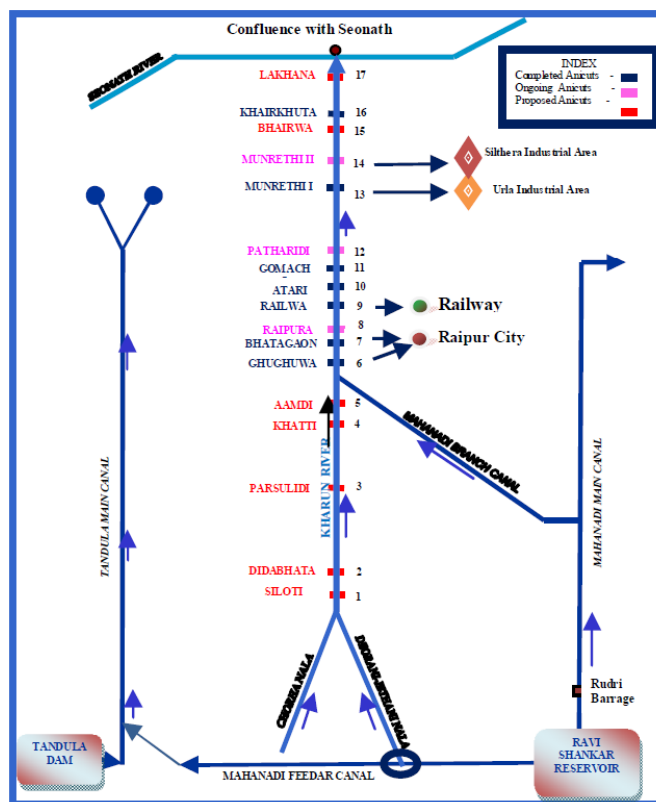 Confluence with Seonath
SEONATH RIVER
INDEX
Completed Anicuts -
Ongoing Anicuts -
Proposed Anicuts -
LAKHANA 17
KHAIRKHUTA 16
BHAIRWA 15
MUNRETHI II 14
Silthera Industrial Area
MUNRETHI I 13
Urla Industrial Area
PATHARIDI 12
GOMACH 11
-
ATARI 10
RAILWA 9
Railway
RAIPURA 8
BHATAGAON 7
Raipur City
GHUGHUWA 6
AAMDI 5
KHATTI 4
PARSULIDI 3
DIDABHATA 2
SILOTI 1
KHARUN RIVER
MAHANADI BRANCH CANAL
MAHANADI MAIN CANAL
TANDULA MAIN CANAL
NALA
NALA
Rudri
Barrage
TANDULA
DAM
MAHANADI FEEDAR CANAL
RAVI
SHANKAR
RESERVOIR